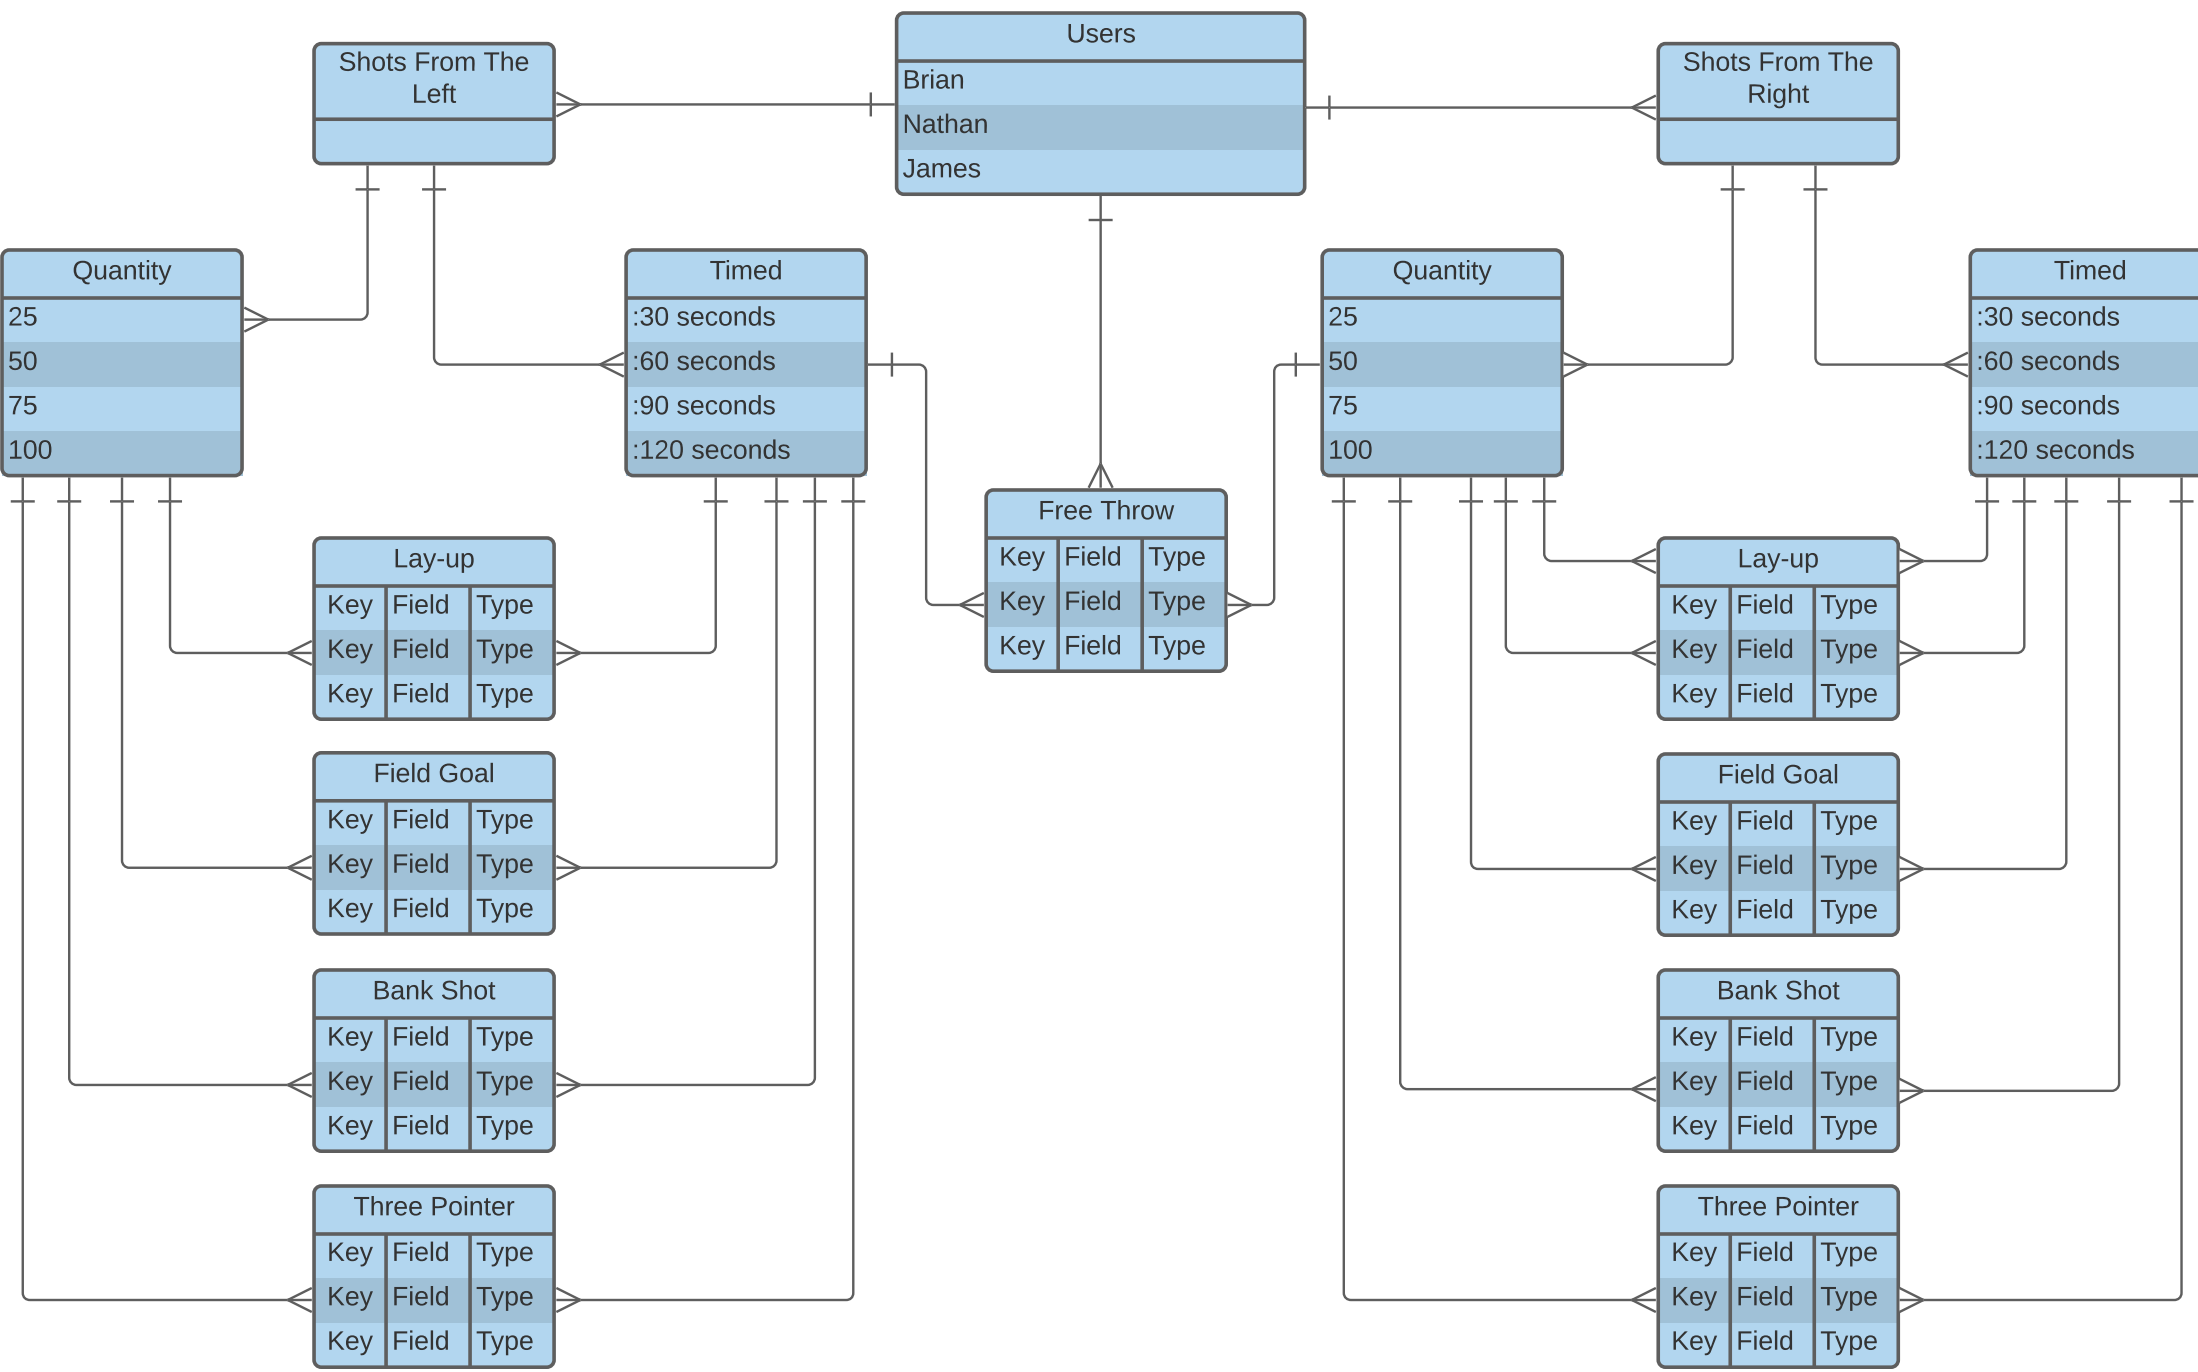 Users
Brian
Nathan
James
Shots From The
Left
Shots From The
Right
Quantity
25
50
75
100
Timed
:30 seconds
:60 seconds
:90 seconds
:120 seconds
Quantity
25
50
75
100
Timed
:30 seconds
:60 seconds
:90 seconds
:120 seconds
Free Throw
Key Field Type
Key Field Type
Key Field Type
Lay-up
Key Field Type
Key Field Type
Key Field Type
Field Goal
Key Field Type
Key Field Type
Key Field Type
Bank Shot
Key Field Type
Key Field Type
Key Field Type
Three Pointer
Key Field Type
Key Field Type
Key Field Type
Lay-up
Key Field Type
Key Field Type
Key Field Type
Field Goal
Key Field Type
Key Field Type
Key Field Type
Bank Shot
Key Field Type
Key Field Type
Key Field Type
Three Pointer
Key Field Type
Key Field Type
Key Field Type